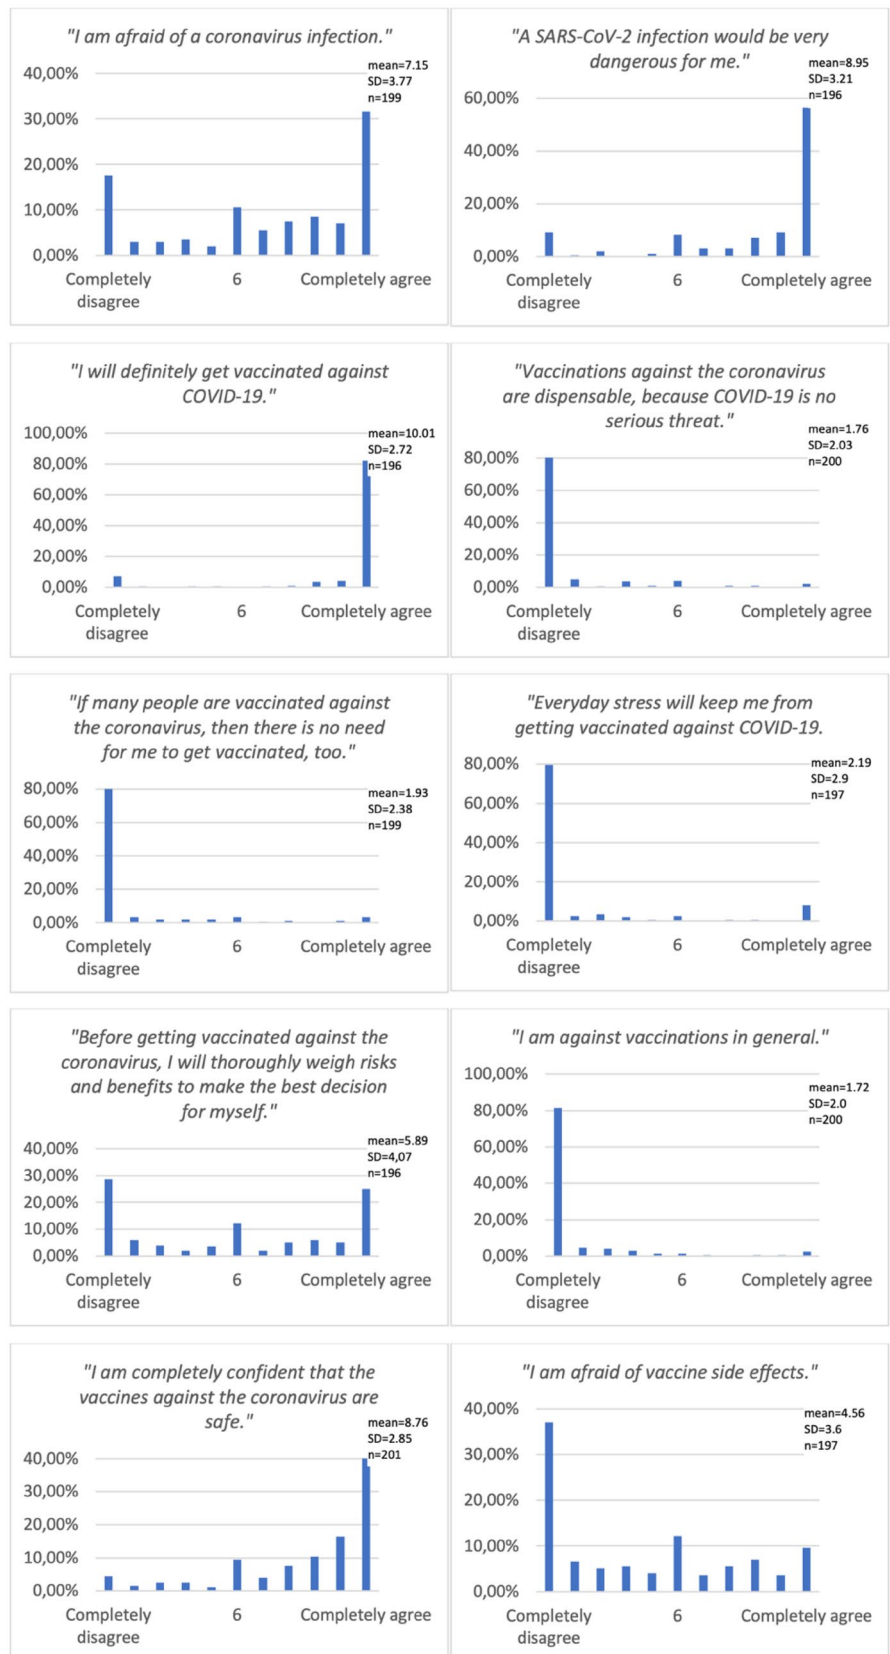 "I am afraid of a coronavirus infection."
mean=7.15
SD=3.77
n=199
40,00%
30,00%
20,00%
10,00%
0,00%
Completely
disagree
6
Completely agree
"A SARS-CoV-2 infection would be very
dangerous for me."
mean=8.95
SD=3.21
n=196
60,00%
40,00%
20,00%
0,00%
Completely
disagree
6
Completely agree
"I will definitely get vaccinated against
COVID-19."
mean=10.01
SD=2.72
n=196
100,00%
80,00%
60,00%
40,00%
20,00%
0,00%
Completely
disagree
6
Completely agree
"Vaccinations against the coronavirus
are dispensable, because COVID-19 is no
serious threat."
mean=1.76
SD=2.03
n=200
80,00%
60,00%
40,00%
20,00%
0,00%
Completely
disagree
6
Completely agree
"If many people are vaccinated against
the coronavirus, then there is no need
for me to get vaccinated, too."
mean=1.93
SD=2.38
n=199
80,00%
60,00%
40,00%
20,00%
0,00%
Completely
disagree
6
Completely agree
"Everyday stress will keep me from
getting vaccinated against COVID-19.
mean=2.19
SD=2.9
n=197
80,00%
60,00%
40,00%
20,00%
0,00%
Completely
disagree
6
Completely agree
"Before getting vaccinated against the
coronavirus, I will thoroughly weigh risks
and benefits to make the best decision
for myself."
mean=5.89
SD=4,07
n=196
40,00%
30,00%
20,00%
10,00%
0,00%
Completely
disagree
6
Completely agree
"I am against vaccinations in general."
mean=1.72
SD=2.0
n=200
100,00%
80,00%
60,00%
40,00%
20,00%
0,00%
Completely
disagree
6
Completely agree
"I am completely confident that the
vaccines against the coronavirus are
safe."
mean=8.76
SD=2.85
n=201
40,00%
30,00%
20,00%
10,00%
0,00%
Completely
disagree
6
Completely agree
"I am afraid of vaccine side effects."
mean=4.56
SD=3.6
n=197
40,00%
30,00%
20,00%
10,00%
0,00%
Completely
disagree
6
Completely agree